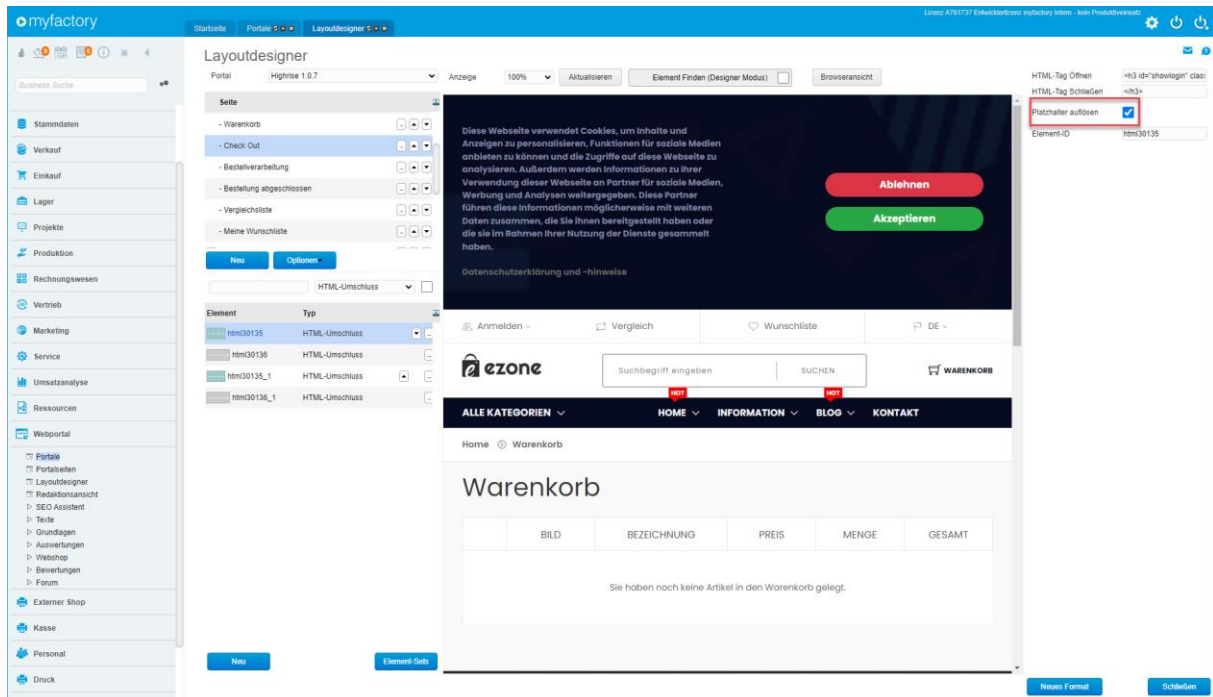 myfactory
Lizenz A781737 Entwicklerlizenz myfactory Intern - kein Produktiveinsatz
Startseite
Portale
Layoutdesigner
Business Suche
Stammdaten
Verkauf
Einkauf
Lager
Projekte
Produktion
Rechnungswesen
Vertrieb
Marketing
Service
Umsatzanalyse
Ressourcen
Webportal
Portale
Portalseiten
Layoutdesigner
Redaktionsansicht
SEO Assistent
Texte
Grundlagen
Auswertungen
Webshop
Bewertungen
Forum
Externer Shop
Kasse
Personal
Druck
Layoutdesigner
Portal Highrise 1.0.7
Seite
- Warenkorb
- Check Out
- Bestellverarbeitung
- Bestellung abgeschlossen
- Vergleichsliste
- Meine Wunschliste
Neu Optionen
HTML-Umschluss
Element Typ
html30135 HTML-Umschluss
html30136 HTML-Umschluss
html30135_1 HTML-Umschluss
html30136_1 HTML-Umschluss
Neu Element-Sets
Anzeige 100% Aktualisieren Element Finden (Designer Modus) Browseransicht
Diese Webseite verwendet Cookies, um Inhalte und
Anzeigen zu personalisieren, Funktionen für soziale Medien
anbieten zu können und die Zugriffe auf diese Webseite zu
analysieren. Außerdem werden Informationen zu Ihrer
Verwendung dieser Webseite an Partner für soziale Medien,
Werbung und Analysen weitergegeben. Diese Partner
führen diese Informationen möglicherweise mit weiteren
Daten zusammen, die Sie ihnen bereitgestellt haben oder
die sie im Rahmen Ihrer Nutzung der Dienste gesammelt
haben.
Datenschutzerklärung und -hinweise
Ablehnen
Akzeptieren
Anmelden Vergleich Wunschliste DE
ezone
Suchbegriff eingeben SUCHEN
WARENKORB
HOT HOT
ALLE KATEGORIEN HOME INFORMATION BLOG KONTAKT
Home Warenkorb
Warenkorb
BILD BEZEICHNUNG PREIS MENGE GESAMT
Sie haben noch keine Artikel in den Warenkorb gelegt.
HTML-Tag Öffnen <h3 id="showlogin" clas
HTML-Tag Schließen </h3>
Platzhalter auflösen
Element-ID html30135
Neues Format Schließen